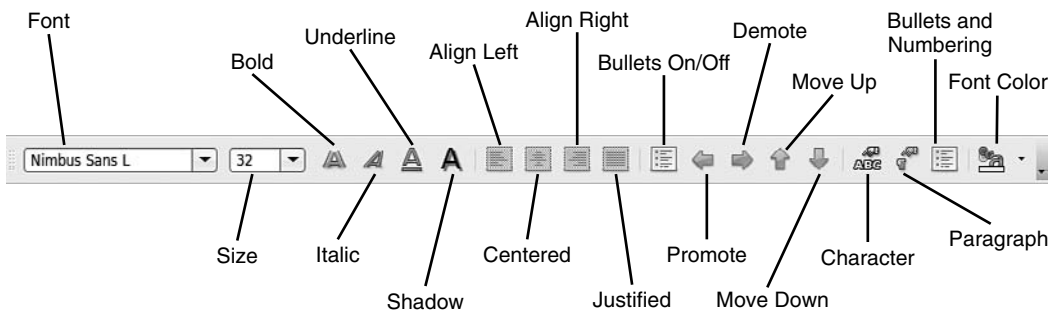 Font
Bold
Underline
Align Left
Align Right
Bullets On/Off
Demote
Move Up
Bullets and
Numbering
Font Color
Nimbus Sans L
32
ABC
Size
Italic
Shadow
Centered
Justified
Promote
Move Down
Character
Paragraph